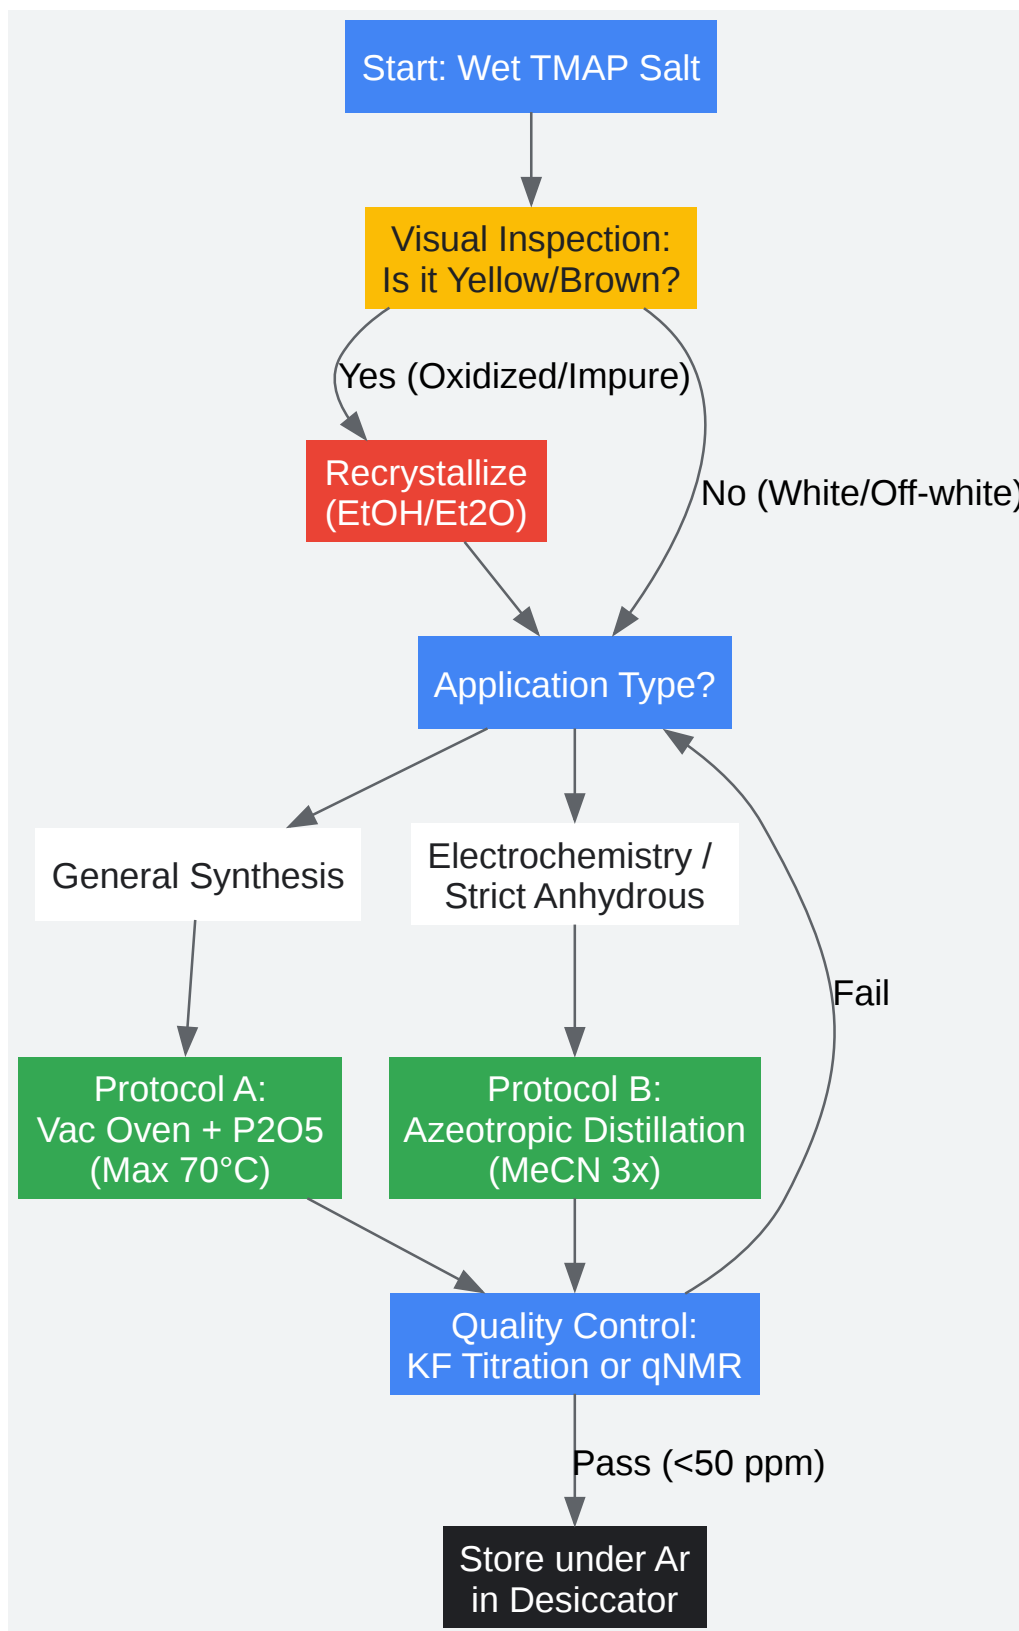 Start: Wet TMAP Salt
Visual Inspection:
Is it Yellow/Brown?
Yes (Oxidized/Impure)
Recrystallize
(EtOH/Et2O)
No (White/Off-white)
Application Type?
General Synthesis
Electrochemistry /
Strict Anhydrous
Fail
Protocol A:
Vac Oven + P2O5
(Max 70°C)
Protocol B:
Azeotropic Distillation
(MeCN 3x)
Quality Control:
KF Titration or qNMR
Pass (<50 ppm)
Store under Ar
in Desiccator